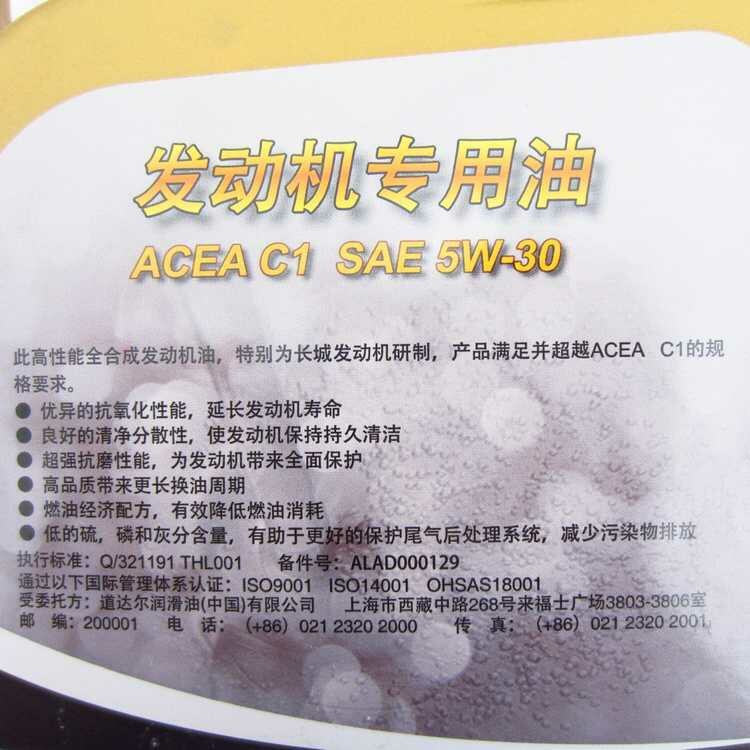 发动机专用油
ACEA C1 SAE 5W-30
此高性能全合成发动机油，特别为长城发动机研制，产品满足并超越ACEA C1的规
格要求。
● 优异的抗氧化性能，延长发动机寿命
● 良好的清净分散性，使发动机保持持久清洁
● 超强抗磨性能，为发动机带来全面保护
● 高品质带来更长换油周期
● 燃油经济配方，有效降低燃油消耗
● 低的硫，磷和灰分含量，有助于更好的保护尾气后处理系统，减少污染物排放
执行标准：Q/321191 THL001 备件号：ALAD000129
通过以下国际管理体系认证：ISO9001 ISO14001 OHSAS18001
受委托方：道达尔润滑油(中国)有限公司 上海市西藏中路268号来福士广场3803-3806室
邮 编：200001 电 话：（+86) 021 2320 2000 传 真：（+86) 021 2320 2001